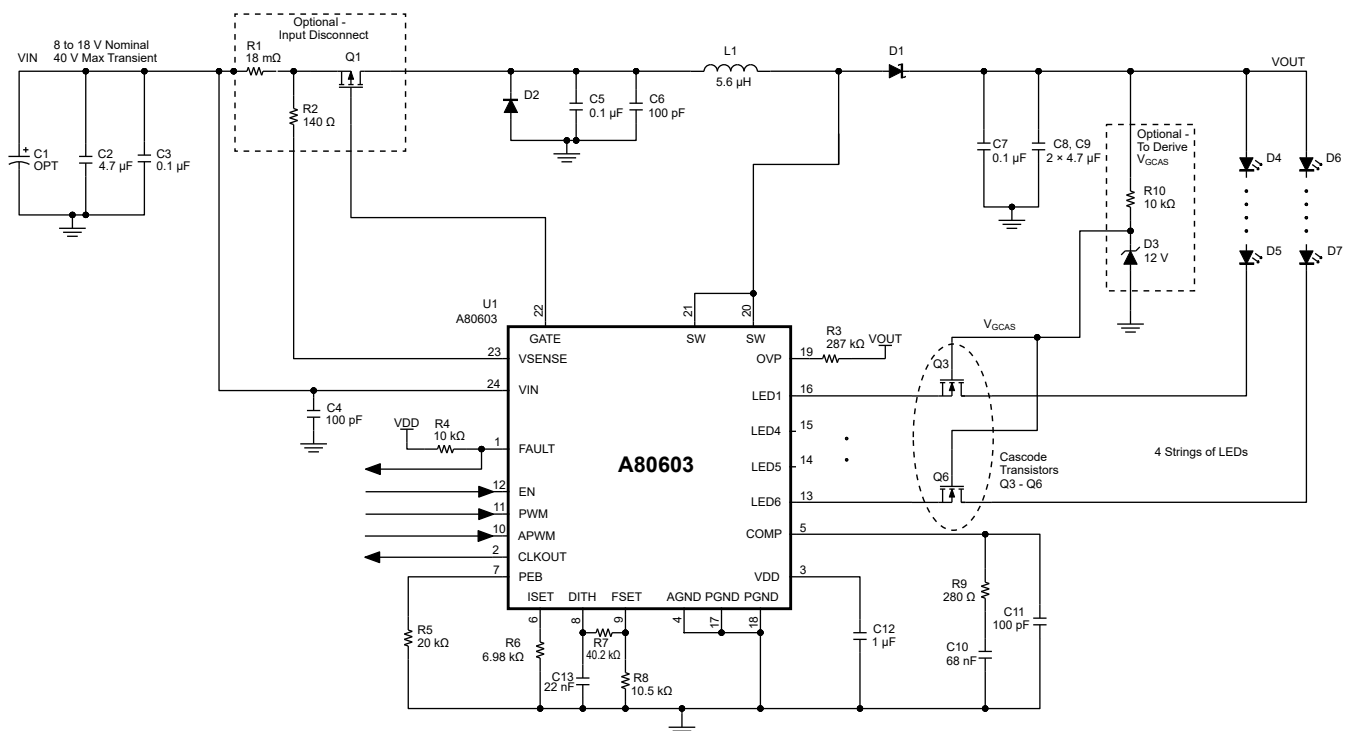 Optional -
Input Disconnect
8 to 18 V Nominal
40 V Max Transient
VIN
R1
18 mΩ
Q1
L1
5.6 µH
D1
VOUT
R2
140 Ω
D2
C5
0.1 µF
C6
100 pF
C1
OPT
+
C2
4.7 µF
C3
0.1 µF
C7
0.1 µF
C8, C9
2 × 4.7 µF
Optional -
To Derive
VGCAS
R10
10 kΩ
D3
12 V
D4
D6
D5
D7
U1
A80603
22
21
20
GATE
SW
SW
23
VSENSE
24
VIN
C4
100 pF
VDD
R4
10 kΩ
1
FAULT
12
EN
11
PWM
10
APWM
2
CLKOUT
7
PEB
A80603
OVP
19
R3
287 kΩ
VOUT
LED1
16
LED4
15
LED5
14
LED6
13
COMP
5
VDD
3
VGCAS
Q3
Q6
Cascode
Transistors
Q3 - Q6
4 Strings of LEDs
ISET
DITH
FSET
AGND
PGND
PGND
6
8
9
4
17
18
R5
20 kΩ
R6
6.98 kΩ
R7
40.2 kΩ
C13
22 nF
R8
10.5 kΩ
C12
1 µF
R9
280 Ω
C10
68 nF
C11
100 pF